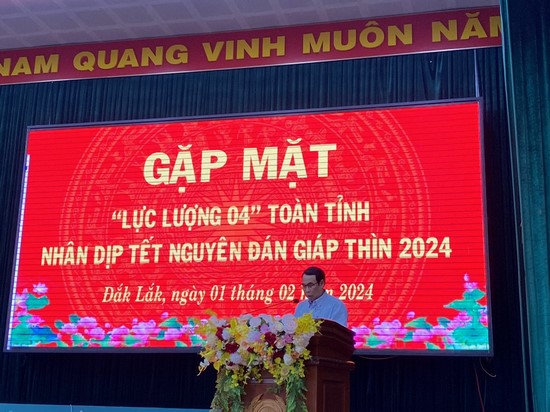 NAM QUANG VINH MUÔN NĂM
GẶP MẶT
“LỰC LƯỢNG 04” TOÀN TỈNH
NHÂN DỊP TẾT NGUYÊN ĐÁN GIÁP THÌN 2024
Đắk Lắk, ngày 01 tháng 02 2024